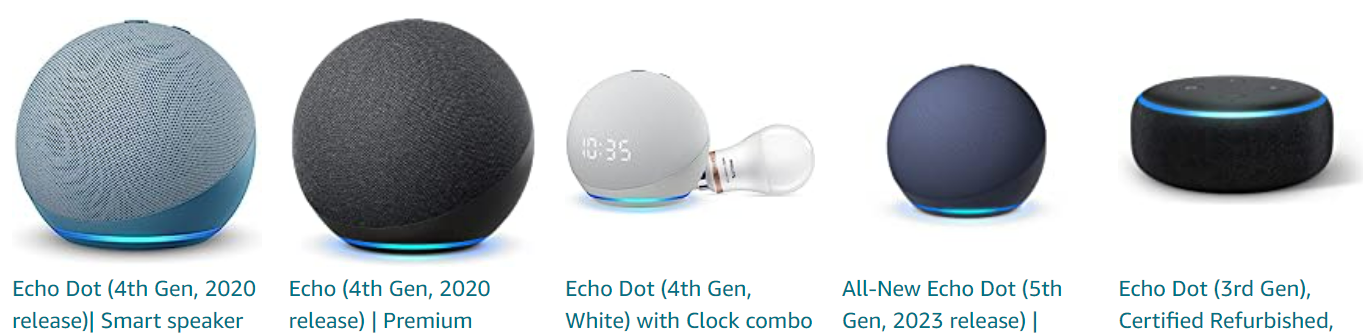 10:35
Echo Dot (4th Gen, 2020
release)| Smart speaker
Echo (4th Gen, 2020
release) | Premium
Echo Dot (4th Gen,
White) with Clock combo
All-New Echo Dot (5th
Gen, 2023 release) |
Echo Dot (3rd Gen),
Certified Refurbished,